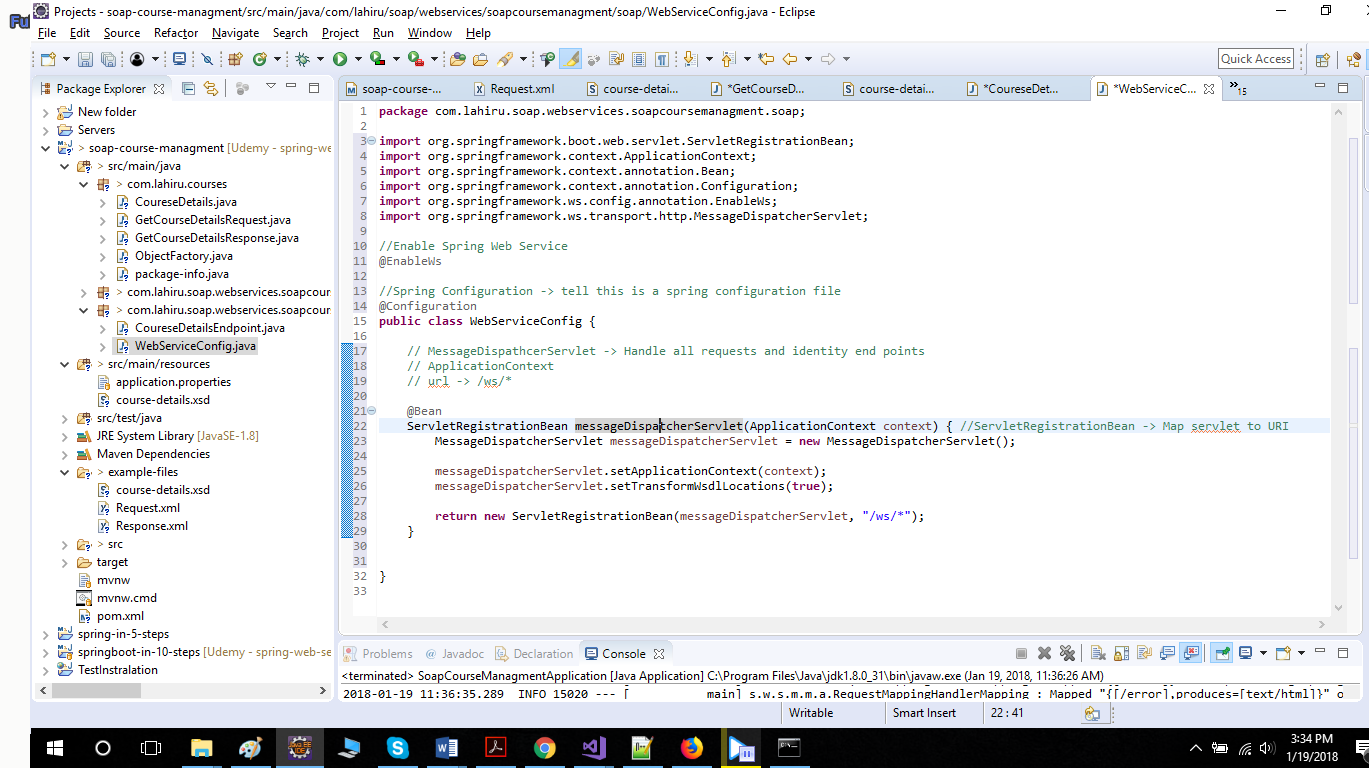 Projects - soap-course-managment/src/main/java/com/lahiru/soap/webservices/soapcoursemanagment/soap/WebServiceConfig.java - Eclipse
File Edit Source Refactor Navigate Search Project Run Window Help
Quick Access
Package Explorer
soap-course-... Request.xml course-detai... *GetCourseD... course-detai... *CoureseDet... *WebServiceC... »15
New folder
Servers
> soap-course-managment [Udemy - spring-we
> src/main/java
> com.lahiru.courses
CoureseDetails.java
GetCourseDetailsRequest.java
GetCourseDetailsResponse.java
ObjectFactory.java
package-info.java
> com.lahiru.soap.webservices.soapcour
> com.lahiru.soap.webservices.soapcour
CoureseDetailsEndpoint.java
WebServiceConfig.java
> src/main/resources
application.properties
course-details.xsd
src/test/java
JRE System Library [JavaSE-1.8]
Maven Dependencies
> example-files
course-details.xsd
Request.xml
Response.xml
> src
target
mvnw
mvnw.cmd
pom.xml
spring-in-5-steps
springboot-in-10-steps [Udemy - spring-web-se
TestInstralation
1 package com.lahiru.soap.webservices.soapcoursemanagment.soap;
2
3 import org.springframework.boot.web.servlet.ServletRegistrationBean;
4 import org.springframework.context.ApplicationContext;
5 import org.springframework.context.annotation.Bean;
6 import org.springframework.context.annotation.Configuration;
7 import org.springframework.ws.config.annotation.EnableWs;
8 import org.springframework.ws.transport.http.MessageDispatcherServlet;
9
10 //Enable Spring Web Service
11 @EnableWs
12
13 //Spring Configuration -> tell this is a spring configuration file
14 @Configuration
15 public class WebServiceConfig {
16
17 // MessageDispathcerServlet -> Handle all requests and identity end points
18 // ApplicationContext
19 // url -> /ws/*
20
21 @Bean
22 ServletRegistrationBean messageDispatcherServlet(ApplicationContext context) { //ServletRegistrationBean -> Map servlet to URI
23 MessageDispatcherServlet messageDispatcherServlet = new MessageDispatcherServlet();
24
25 messageDispatcherServlet.setApplicationContext(context);
26 messageDispatcherServlet.setTransformWsdlLocations(true);
27
28 return new ServletRegistrationBean(messageDispatcherServlet, "/ws/*");
29 }
30
31
32 }
33
Problems @ Javadoc Declaration Console
<terminated> SoapCourseManagmentApplication [Java Application] C:\Program Files\Java\jdk1.8.0_31\bin\javaw.exe (Jan 19, 2018, 11:36:26 AM)
2018-01-19 11:36:35.289 INFO 15020 --- [ main] s.w.s.m.m.a.RequestMappingHandlerMapping : Mapped "{[/error],produces=[text/html]}" o
Writable Smart Insert 22 : 41
3:34 PM
1/19/2018